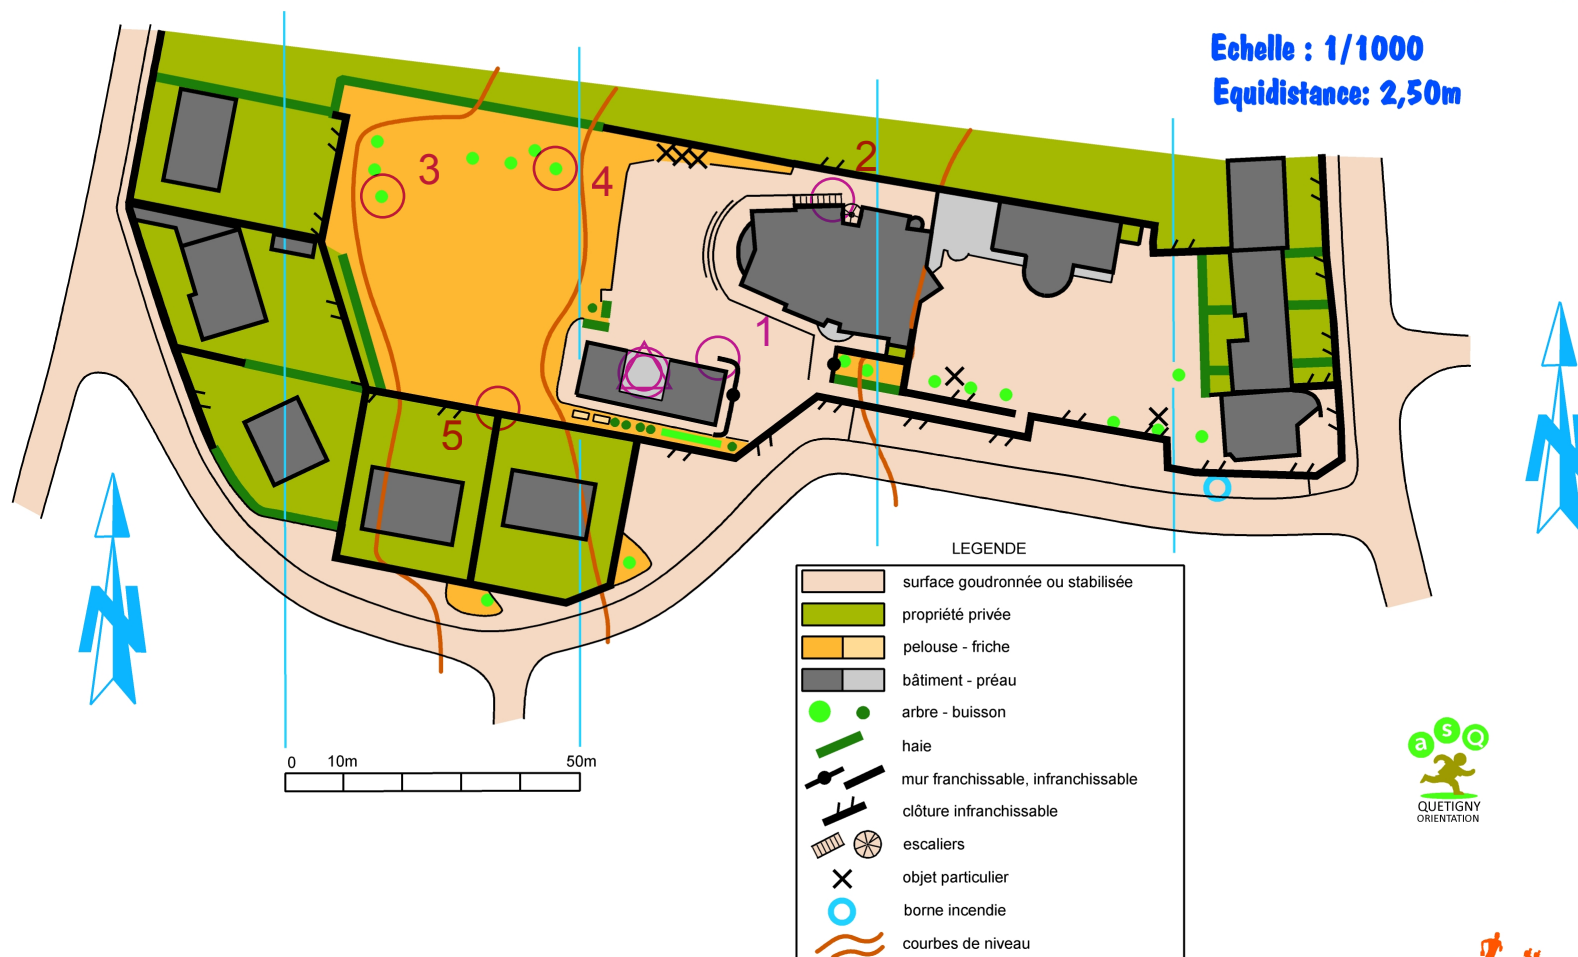 Echelle : 1/1000
Equidistance: 2,50m
2
3
4
1
5
N
N
LEGENDE
surface goudronnée ou stabilisée
propriété privée
pelouse - friche
bâtiment - préau
arbre - buisson
haie
mur franchissable, infranchissable
clôture infranchissable
escaliers
objet particulier
borne incendie
courbes de niveau
0 10m 50m
a s Q
QUETIGNY
ORIENTATION